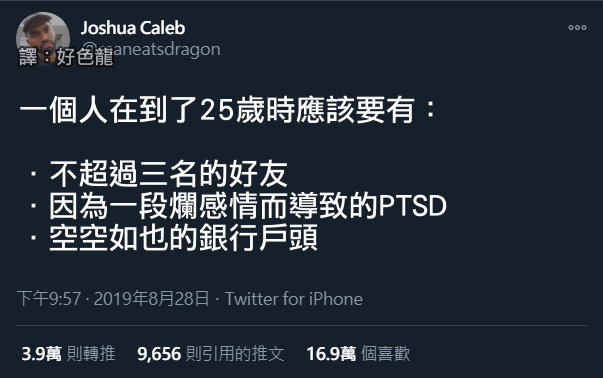 Joshua Caleb
譯：好色龍
一個人在到了25歲時應該要有：
．不超過三名的好友
．因為一段爛感情而導致的PTSD
．空空如也的銀行戶頭
下午9:57 · 2019年8月28日 · Twitter for iPhone
3.9萬 則轉推 9,656 則引用的推文 16.9萬 個喜歡